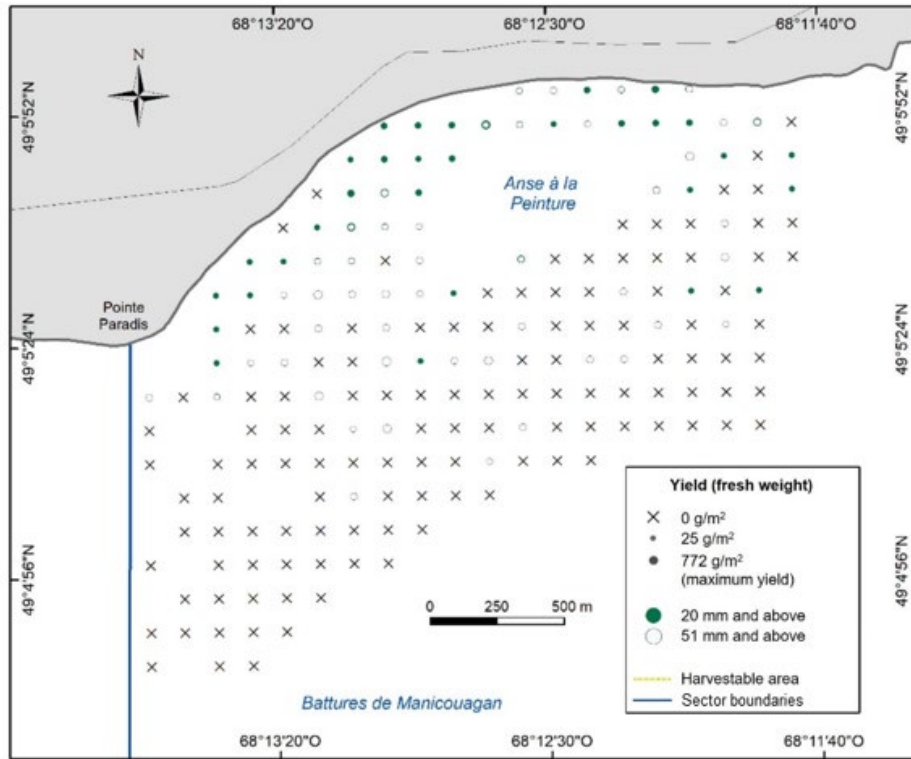 68°13'20"O 68°12'30"O 68°11'40"O
N
49°5'52"N 49°5'52"N
Anse à la
Peinture
Pointe
Paradis
49°5'24"N 49°5'24"N
Yield (fresh weight)
0 g/m²
25 g/m²
772 g/m²
(maximum yield)
20 mm and above
51 mm and above
Harvestable area
Sector boundaries
49°4'56"N 49°4'56"N
0 250 500 m
Battures de Manicouagan
68°13'20"O 68°12'30"O 68°11'40"O